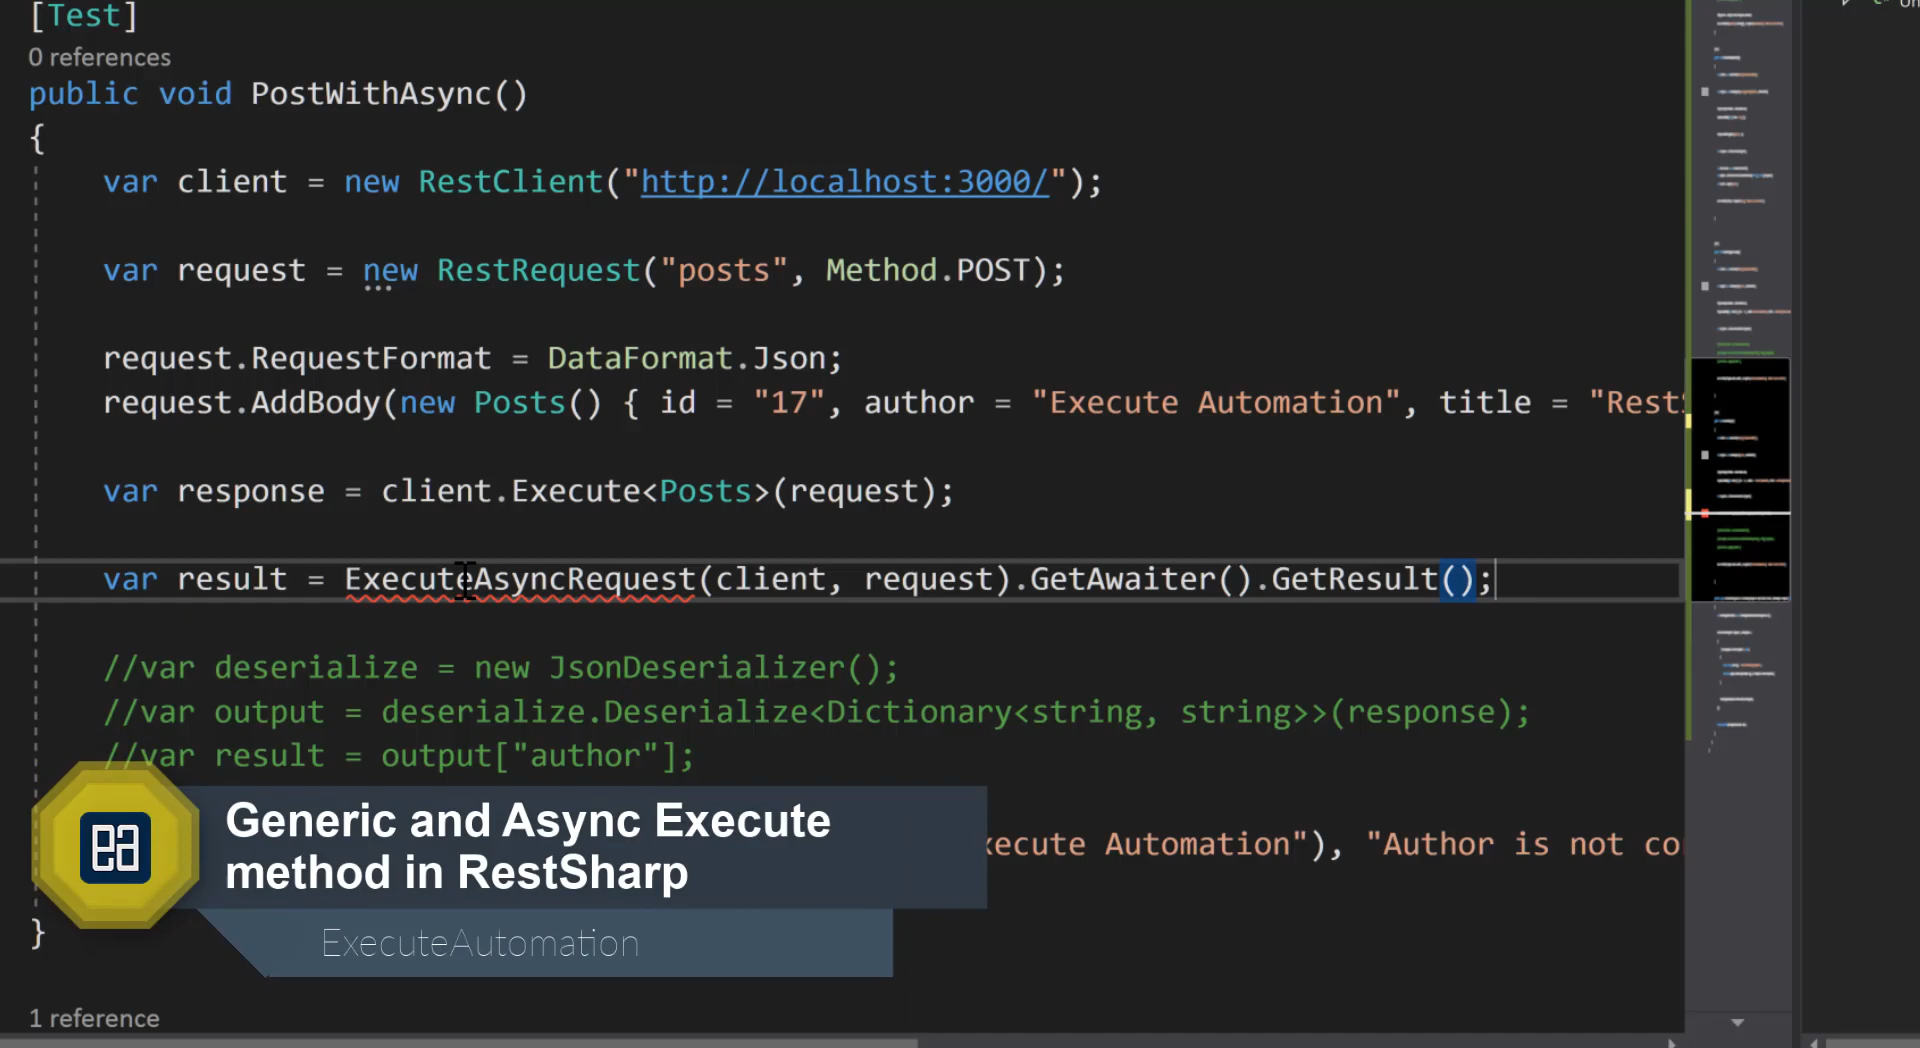 [Test]
0 references
public void PostWithAsync()
{
var client = new RestClient("http://localhost:3000/");
var request = new RestRequest("posts", Method.POST);
request.RequestFormat = DataFormat.Json;
request.AddBody(new Posts() { id = "17", author = "Execute Automation", title = "Rest
var response = client.Execute<Posts>(request);
var result = ExecuteAsyncRequest(client, request).GetAwaiter().GetResult();
//var deserialize = new JsonDeserializer();
//var output = deserialize.Deserialize<Dictionary<string, string>>(response);
//var result = output["author"];
xecute Automation"), "Author is not co
}
1 reference
ea
Generic and Async Execute
method in RestSharp
ExecuteAutomation